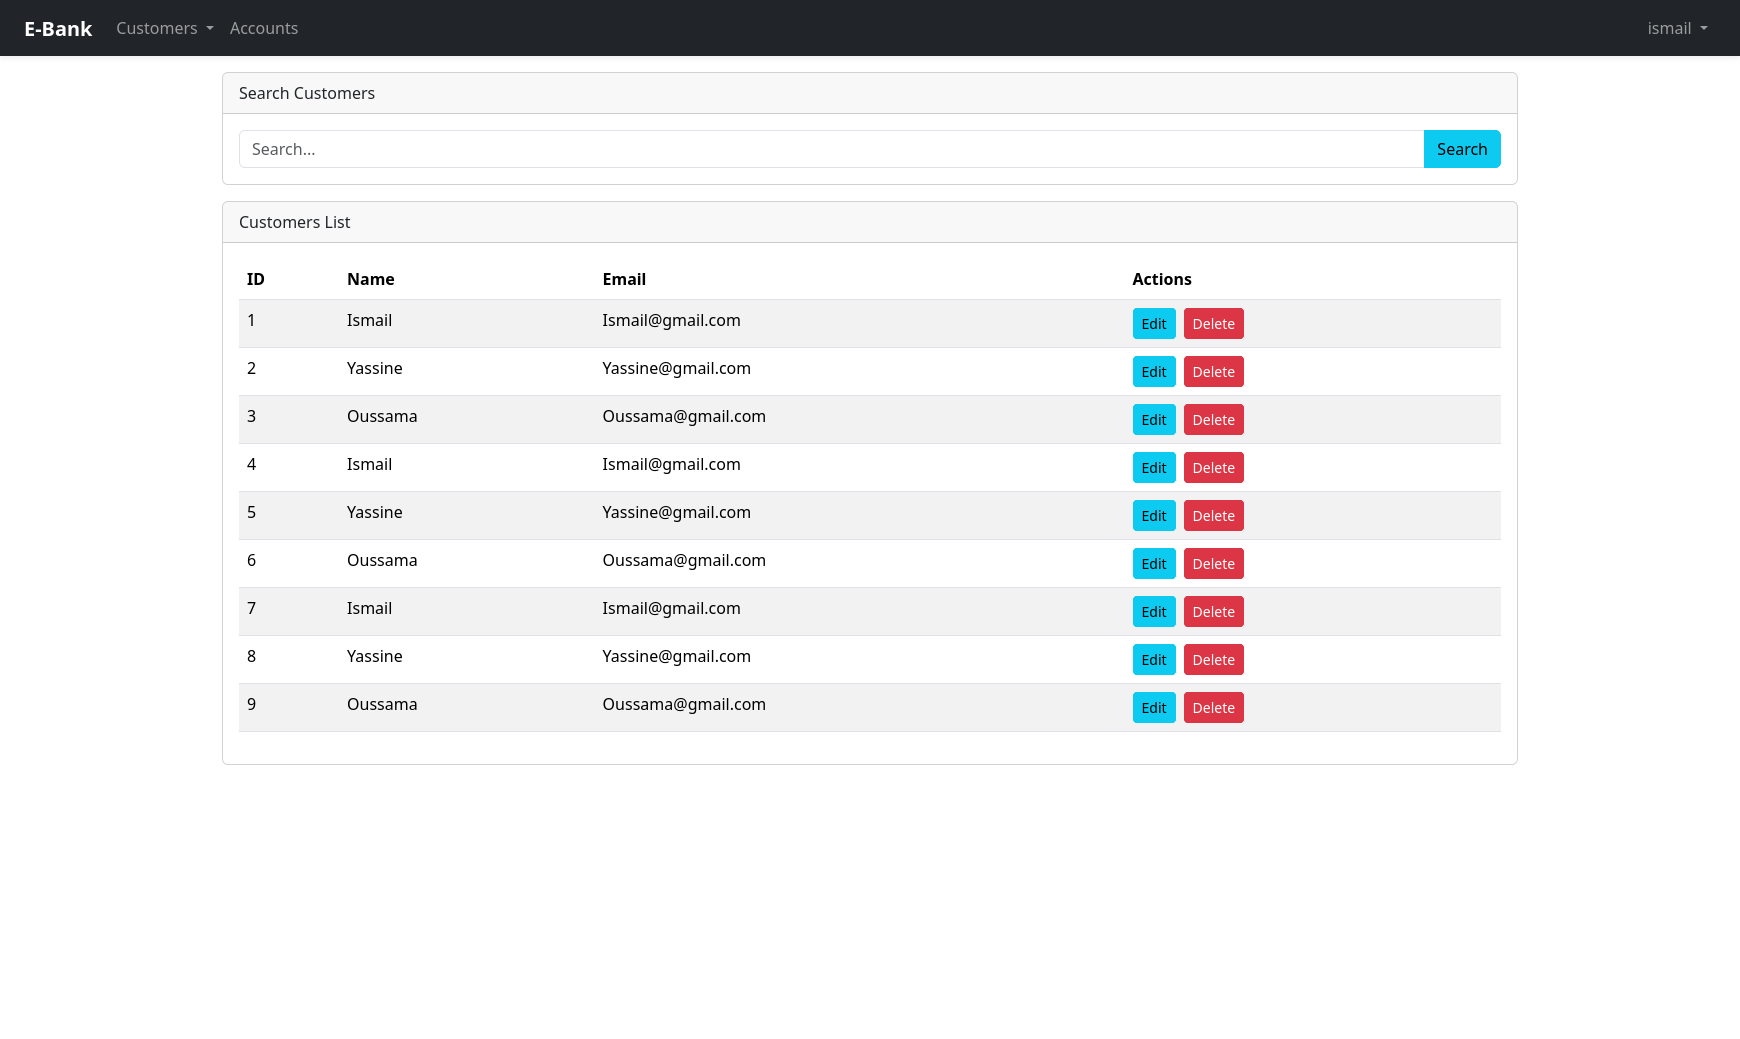 E-Bank Customers Accounts ismail
Search Customers
Search... Search
Customers List
ID Name Email Actions
1 Ismail Ismail@gmail.com Edit Delete
2 Yassine Yassine@gmail.com Edit Delete
3 Oussama Oussama@gmail.com Edit Delete
4 Ismail Ismail@gmail.com Edit Delete
5 Yassine Yassine@gmail.com Edit Delete
6 Oussama Oussama@gmail.com Edit Delete
7 Ismail Ismail@gmail.com Edit Delete
8 Yassine Yassine@gmail.com Edit Delete
9 Oussama Oussama@gmail.com Edit Delete